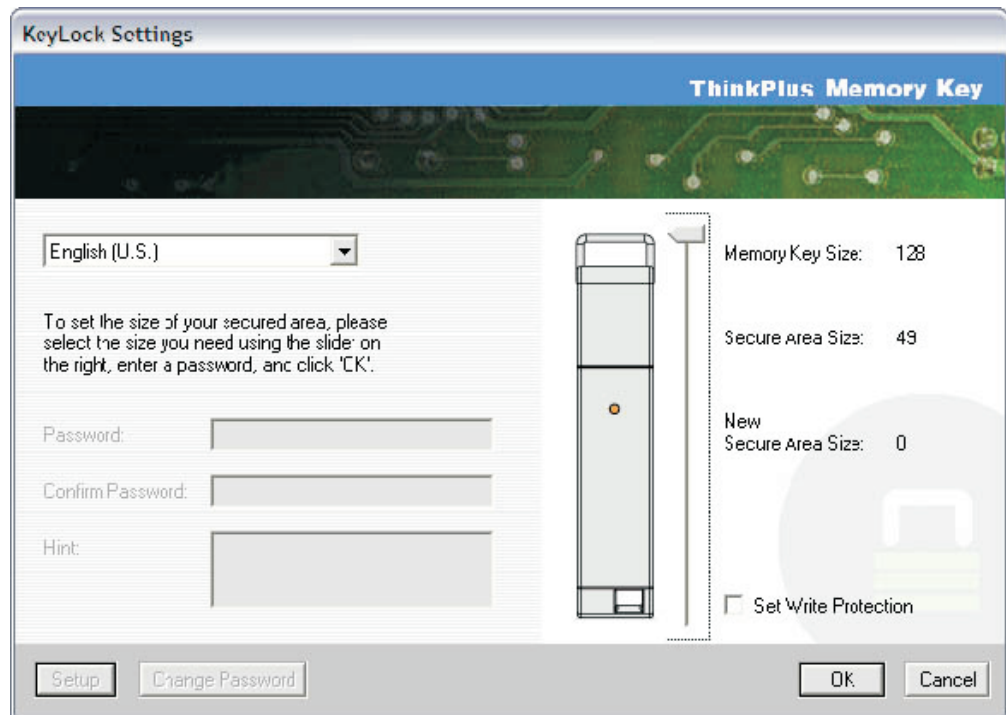 KeyLock Settings
ThinkPlus Memory Key
English (U.S.)
To set the size of your secured area, please
select the size you need using the slider on
the right, enter a password, and click 'OK'.
Password:
Confirm Password:
Hint:
Memory Key Size: 128
Secure Area Size: 49
New
Secure Area Size: 0
Set Write Protection
Setup
Change Password
OK
Cancel